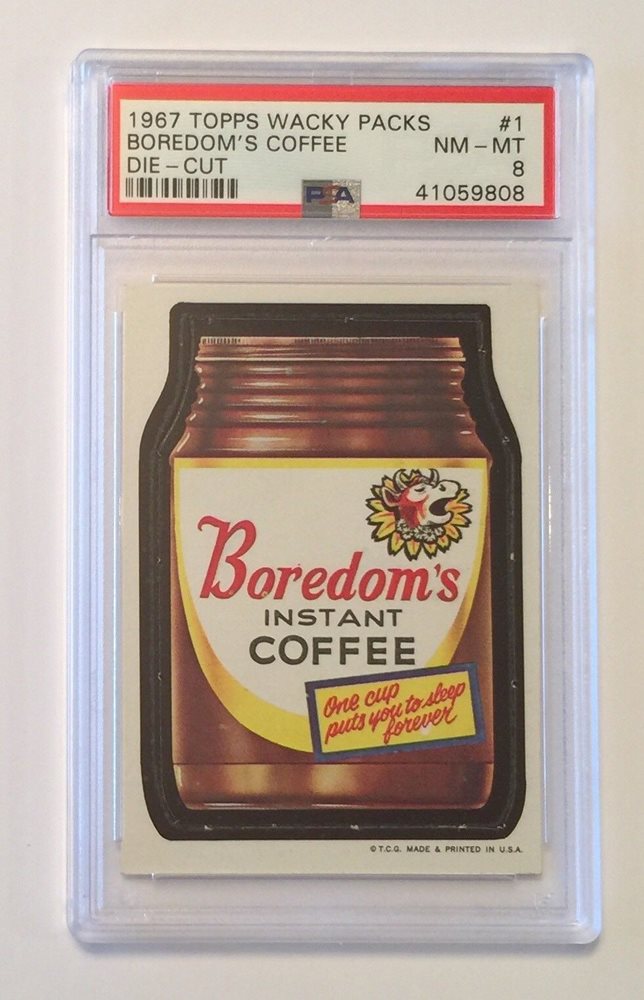 1967 TOPPS WACKY PACKS #1
BOREDOM'S COFFEE NM - MT
DIE - CUT 8
PSA 41059808
Boredom's
INSTANT
COFFEE
One cup
puts you to sleep
forever
© T.C.G. MADE & PRINTED IN U.S.A.